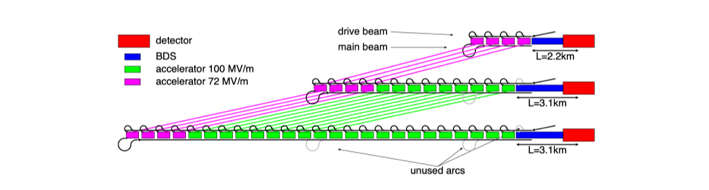 drive beam
main beam
detector
BDS
accelerator 100 MV/m
accelerator 72 MV/m
L=2.2km
L=3.1km
L=3.1km
unused arcs